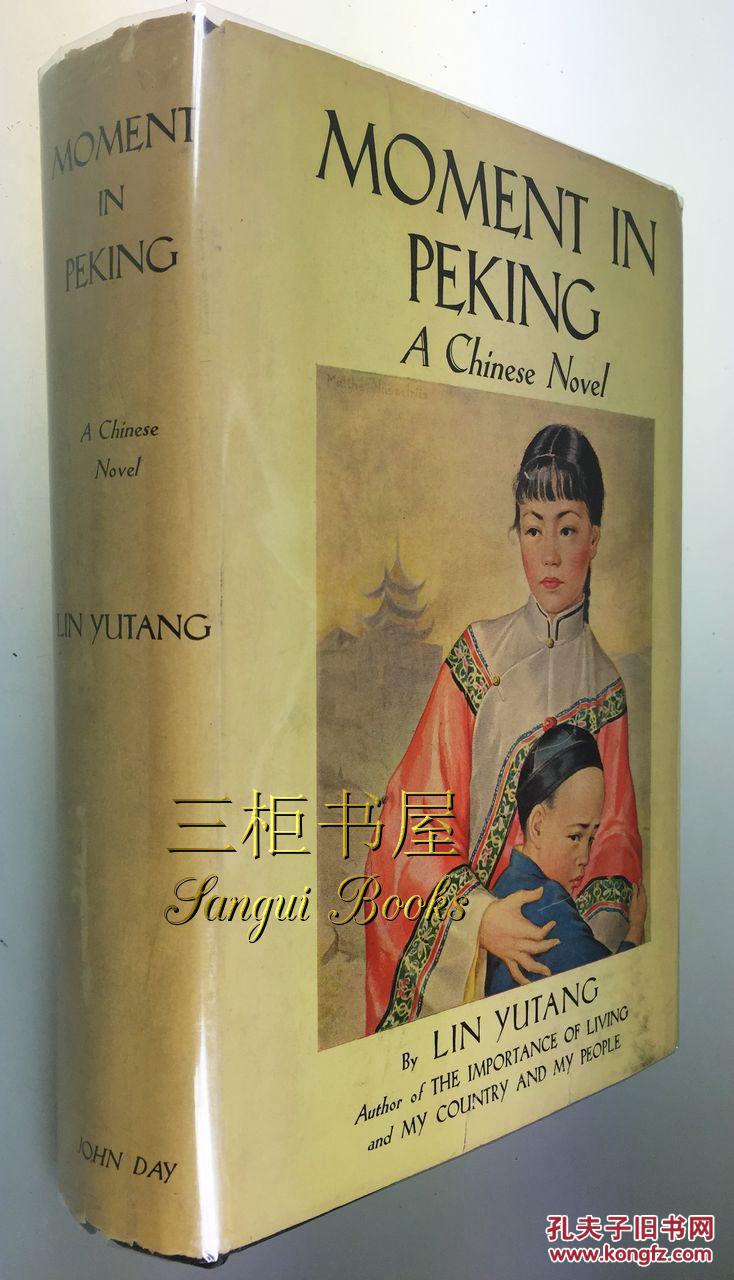 MOMENT
IN
PEKING
A Chinese
Novel
LIN YUTANG
JOHN DAY
MOMENT IN
PEKING
A Chinese Novel
By LIN YUTANG
Author of THE IMPORTANCE OF LIVING
and MY COUNTRY AND MY PEOPLE
三柜书屋
Sangui Books
孔夫子旧书网
www.kongfz.com